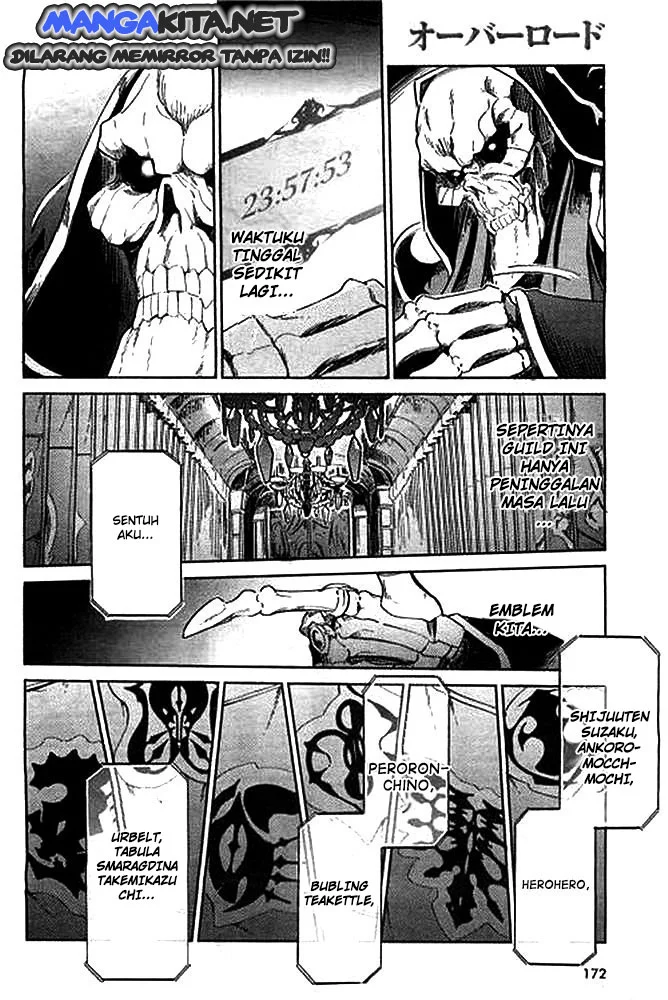 MANGAKITA.NET
DILARANG MEMIRROR TANPA IZIN!!
オーバーロード
23:57:53
WAKTUKU
TINGGAL
SEDIKIT
LAGI...
SEPERTINYA
GUILD INI
HANYA
PENINGGALAN
MASA LALU
...
SENTUH
AKU...
EMBLEM
KITA...
SHIJUUTEN
SUZAKU,
ANKORO-
MOCCH-
MOCHI,
HEROHERO,
PERORON-
CHINO,
BUBLING
TEAKETTLE,
URBELT,
TABULA
SMARAGDINA
TAKEMIKAZU
CHI...
172